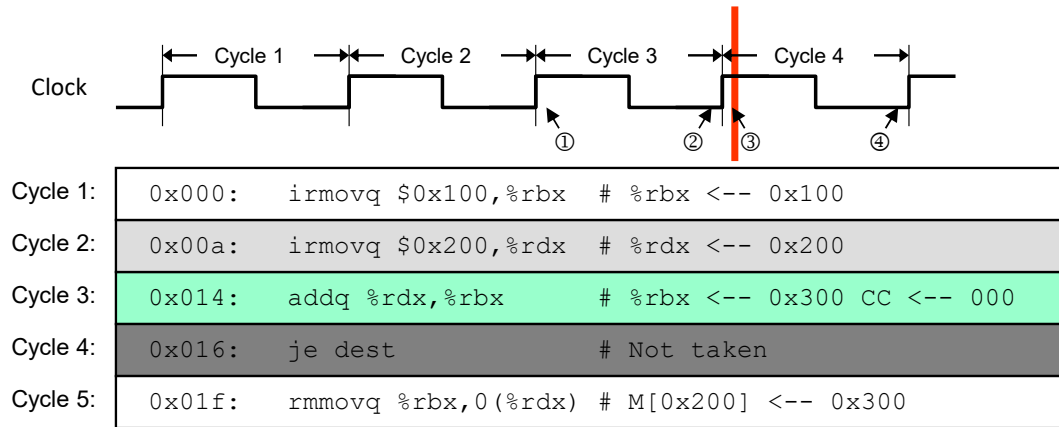 Cycle 1 Cycle 2 Cycle 3 Cycle 4
Clock
① ② ③ ④
Cycle 1: 0x000: irmovq $0x100,%rbx # %rbx <-- 0x100
Cycle 2: 0x00a: irmovq $0x200,%rdx # %rdx <-- 0x200
Cycle 3: 0x014: addq %rdx,%rbx # %rbx <-- 0x300 CC <-- 000
Cycle 4: 0x016: je dest # Not taken
Cycle 5: 0x01f: rmmovq %rbx,0(%rdx) # M[0x200] <-- 0x300